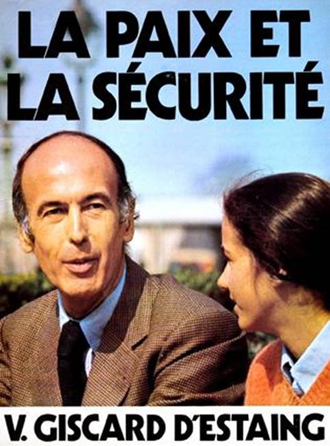 LA PAIX ET
LA SÉCURITÉ
V. GISCARD D'ESTAING